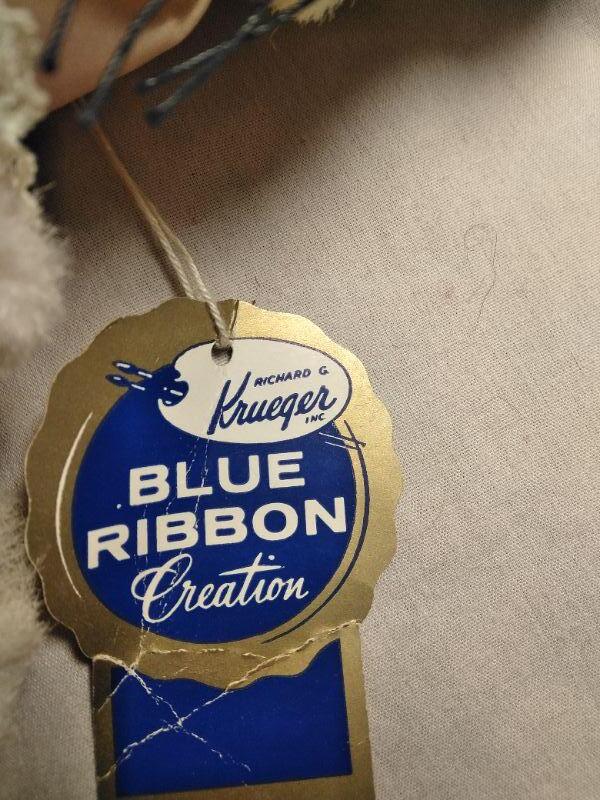 RICHARD G.
Krueger
INC.
BLUE
RIBBON
Creation